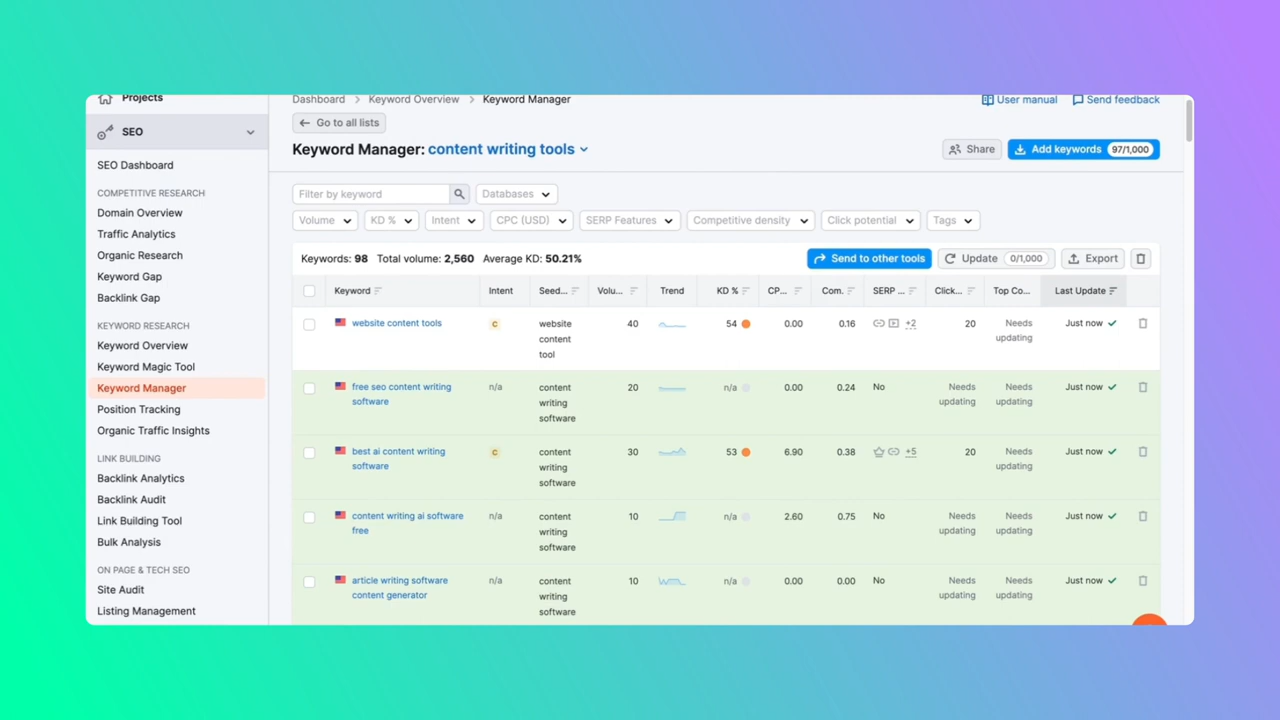 Projects
SEO
SEO Dashboard
COMPETITIVE RESEARCH
Domain Overview
Traffic Analytics
Organic Research
Keyword Gap
Backlink Gap
KEYWORD RESEARCH
Keyword Overview
Keyword Magic Tool
Keyword Manager
Position Tracking
Organic Traffic Insights
LINK BUILDING
Backlink Analytics
Backlink Audit
Link Building Tool
Bulk Analysis
ON PAGE & TECH SEO
Site Audit
Listing Management
Dashboard > Keyword Overview > Keyword Manager
User manual Send feedback
← Go to all lists
Keyword Manager: content writing tools
Share Add keywords 97/1,000
Filter by keyword Databases
Volume KD % Intent CPC (USD) SERP Features Competitive density Click potential Tags
Keywords: 98 Total volume: 2,560 Average KD: 50.21%
Send to other tools Update 0/1,000 Export
Keyword Intent Seed... Volu... Trend KD % CP... Com. SERP ... Click... Top Co... Last Update
website content tools C website 40 54 0.00 0.16 +2 20 Needs Just now
content updating
tool
free seo content writing n/a content 20 n/a 0.00 0.24 No Needs Needs Just now
software writing updating updating
software
best ai content writing C content 30 53 6.90 0.38 +5 20 Needs Just now
software writing updating
software
content writing ai software n/a content 10 n/a 2.60 0.75 No Needs Needs Just now
free writing updating updating
software
article writing software n/a content 10 n/a 0.00 0.00 No Needs Needs Just now
content generator writing updating updating
software